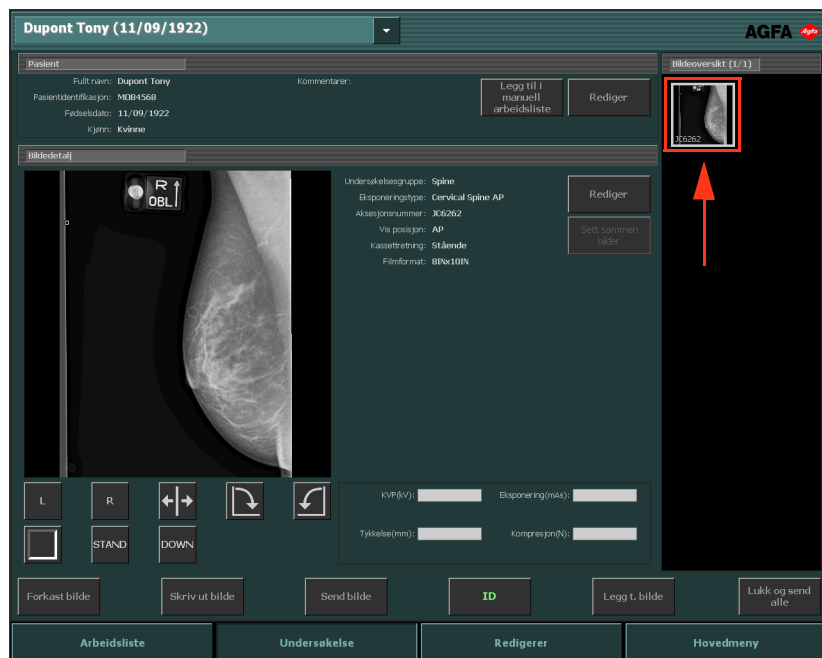 Dupont Tony (11/09/1922)
AGFA
Agfa
Pasient
Fullt navn: Dupont Tony
Pasientidentifikasjon: MOB4568
Fødselsdato: 11/09/1922
Kjønn: Kvinne
Kommentarer:
Legg til i
manuell
arbeidsliste
Rediger
Bildeoversikt (1/1)
JC6262
Bildedetalj
R
OBL
Undersøkelsesgruppe: Spine
Eksponeringstype: Cervical Spine AP
Aksesjonsnummer: JC6262
Vis posisjon: AP
Kassettretning: Stående
Filmformat: 8INx10IN
Rediger
Sett sammen
bilder
L
R
STAND
DOWN
KVP(kV):
Eksponering(mAs):
Tykkelse(mm):
Kompresjon(N):
Forkast bilde
Skriv ut bilde
Send bilde
ID
Legg t. bilde
Lukk og send
alle
Arbeidsliste
Undersøkelse
Redigerer
Hovedmeny